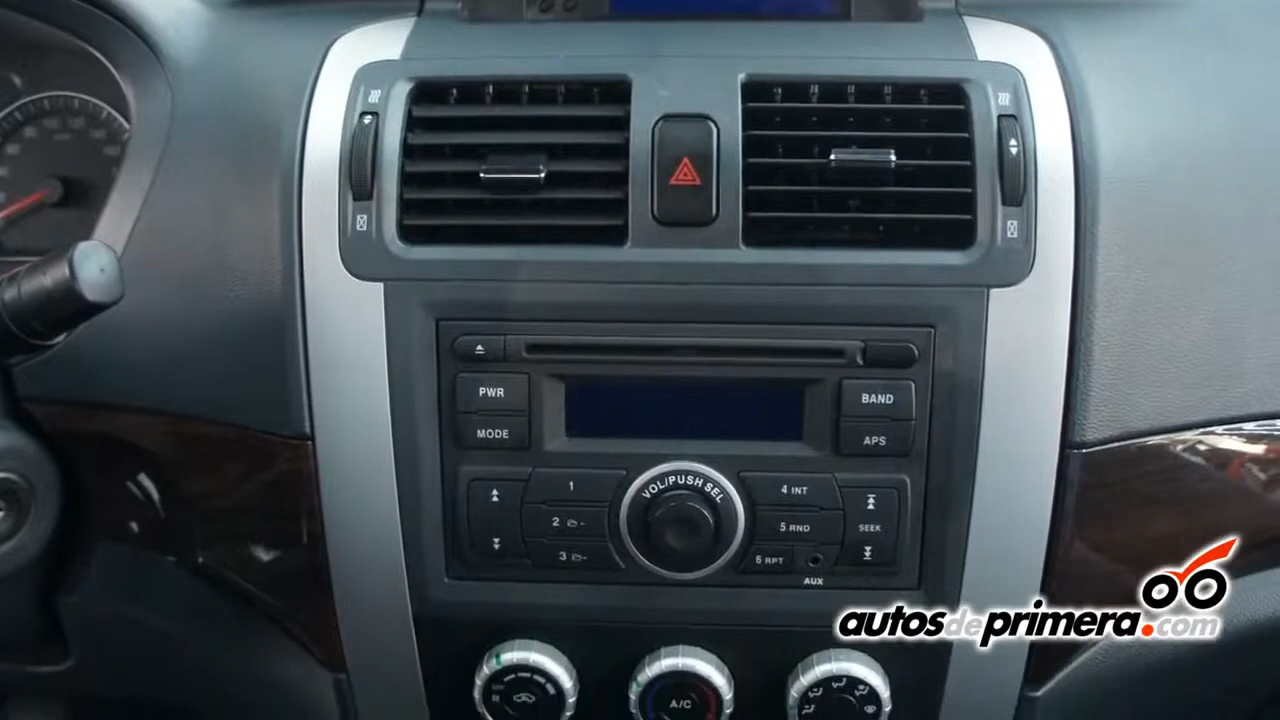 PWR
MODE
BAND
APS
VOL/PUSH SEL
1
2
3
4 INT
5 RND
6 RPT
SEEK
AUX
A/C
autosdeprimera.com